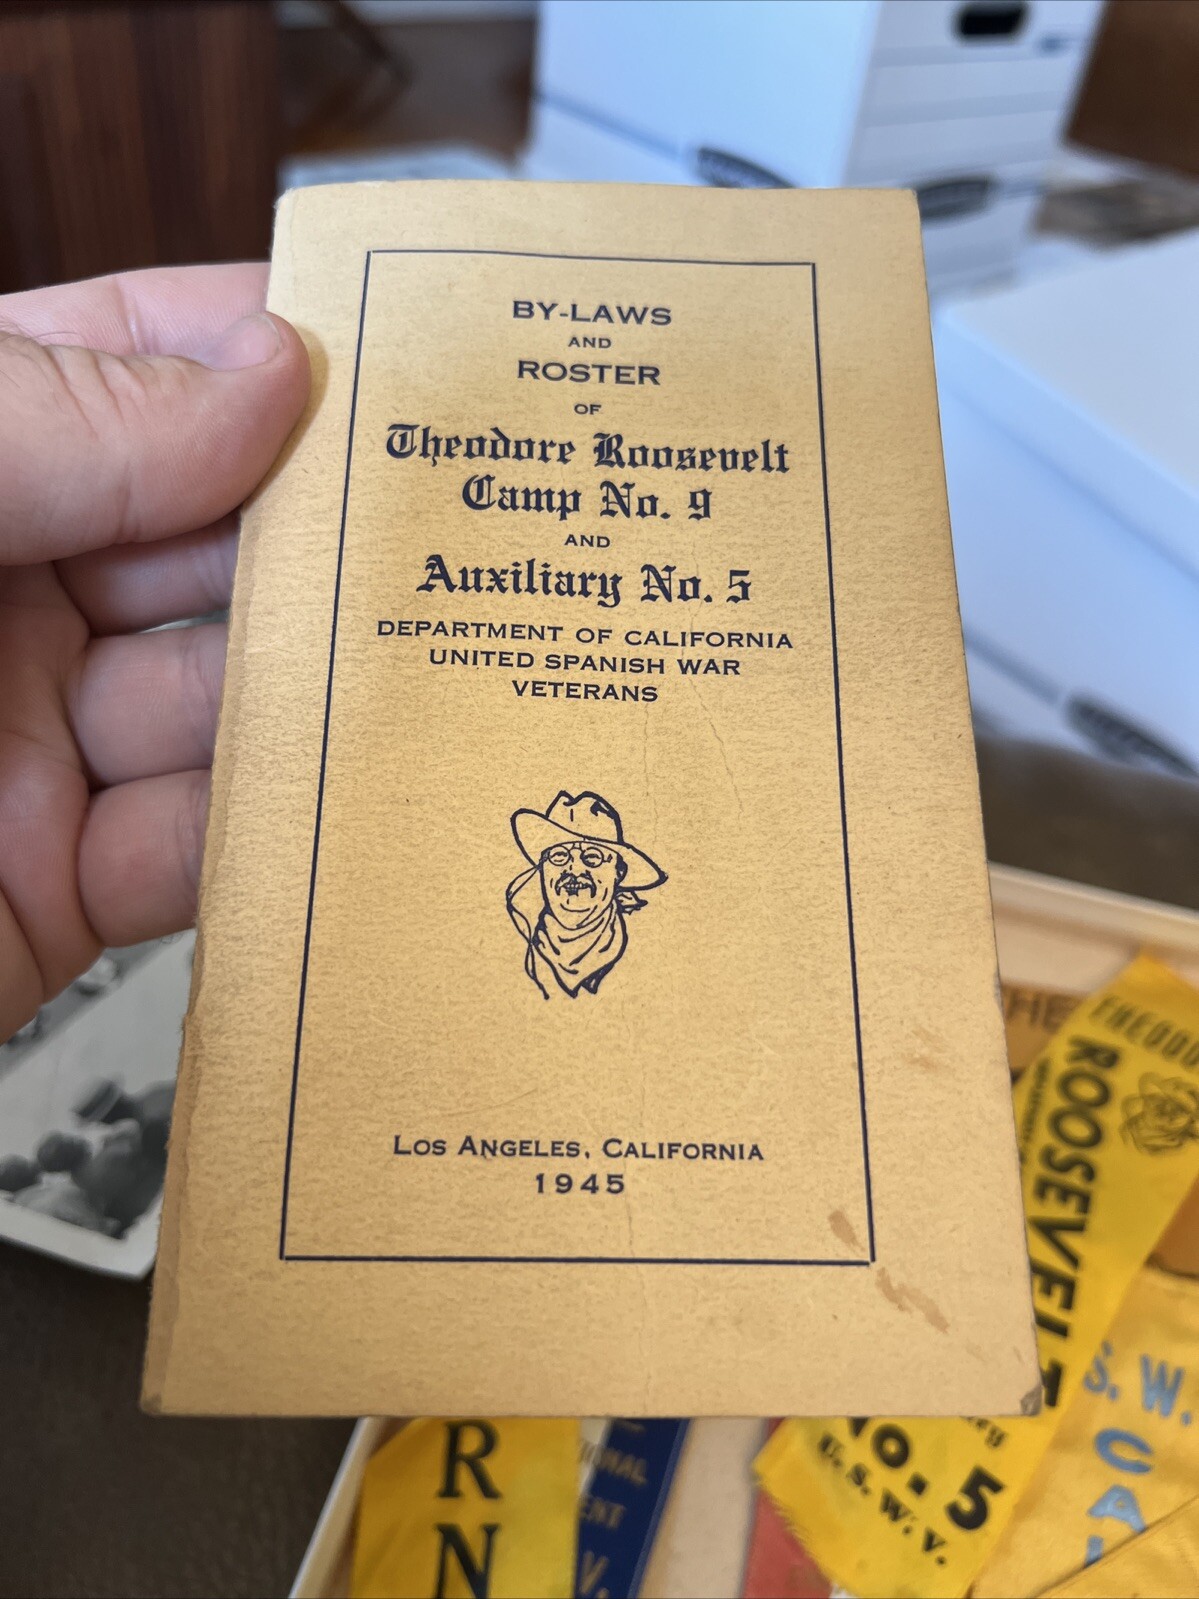 BY-LAWS
AND
ROSTER
OF
Theodore Roosevelt
Camp No. 9
AND
Auxiliary No. 5
DEPARTMENT OF CALIFORNIA
UNITED SPANISH WAR
VETERANS
LOS ANGELES, CALIFORNIA
1945
ROOSEVELT
No. 5
U. S. W. V.
S. W.
CA
R
N
V.